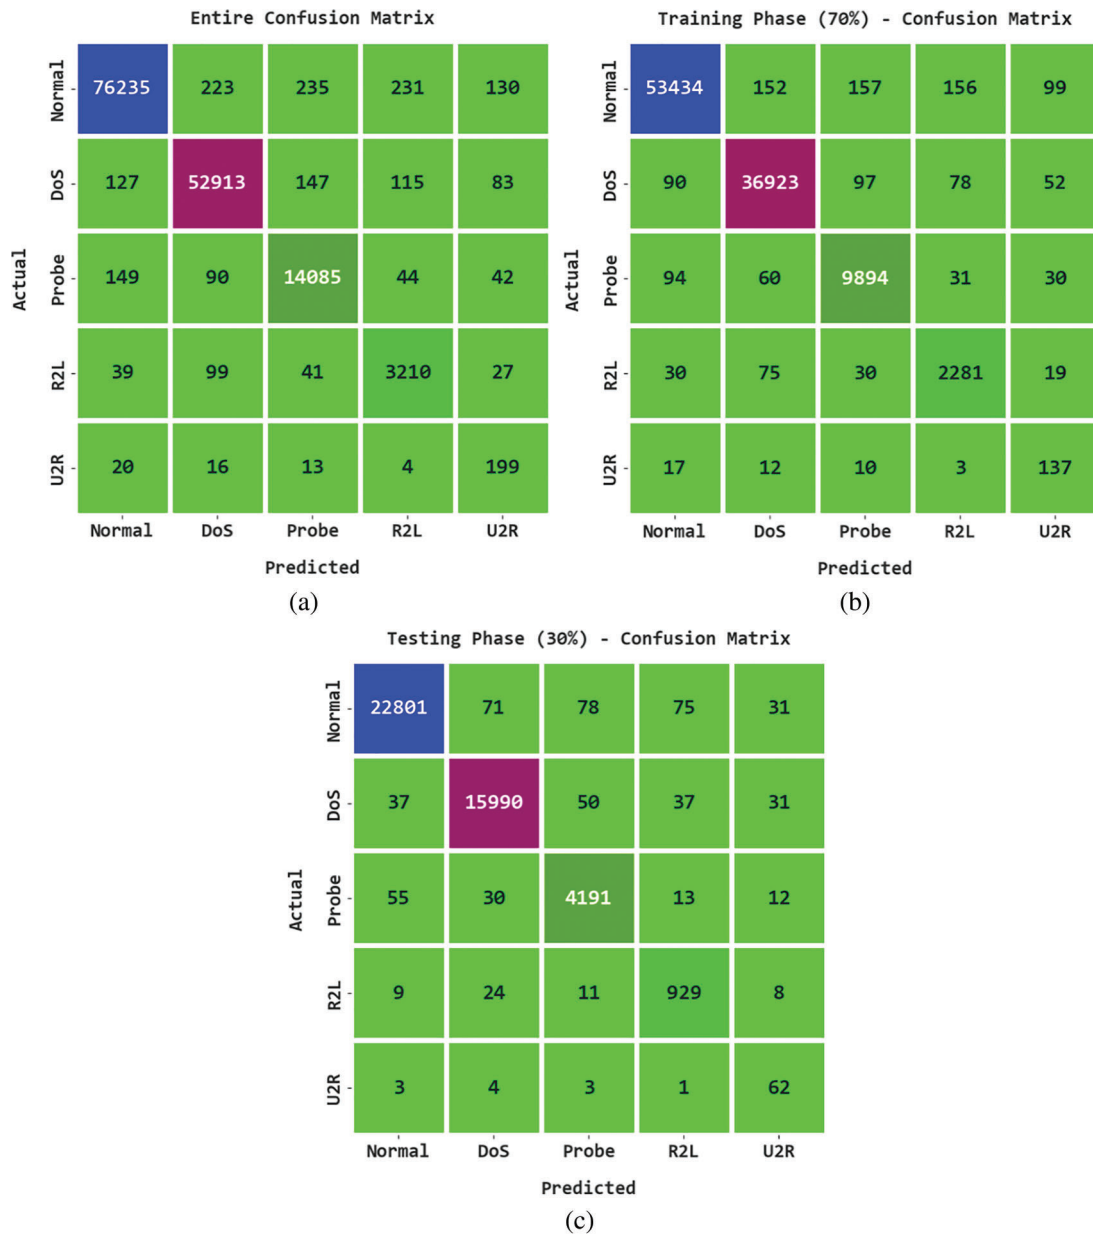 Entire Confusion Matrix
Normal 76235 223 235 231 130
DoS 127 52913 147 115 83
Probe 149 90 14085 44 42
R2L 39 99 41 3210 27
U2R 20 16 13 4 199
Actual
Normal DoS Probe R2L U2R
Predicted
(a)
Training Phase (70%) - Confusion Matrix
Normal 53434 152 157 156 99
DoS 90 36923 97 78 52
Probe 94 60 9894 31 30
R2L 30 75 30 2281 19
U2R 17 12 10 3 137
Actual
Normal DoS Probe R2L U2R
Predicted
(b)
Testing Phase (30%) - Confusion Matrix
Normal 22801 71 78 75 31
DoS 37 15990 50 37 31
Probe 55 30 4191 13 12
R2L 9 24 11 929 8
U2R 3 4 3 1 62
Actual
Normal DoS Probe R2L U2R
Predicted
(c)